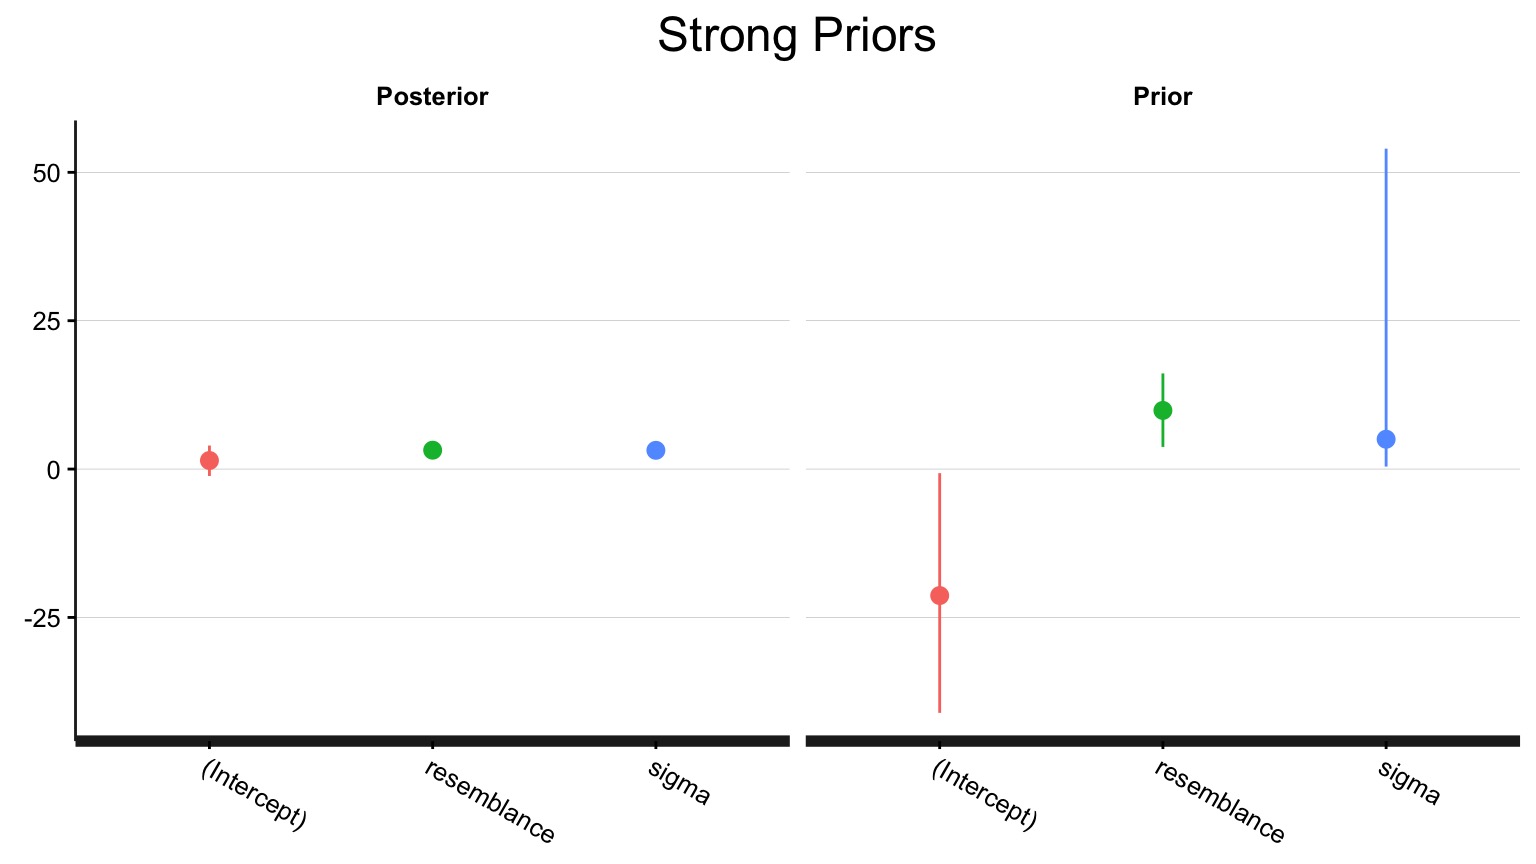 Strong Priors
Posterior
Prior
50
25
0
-25
(Intercept)
resemblance
sigma
(Intercept)
resemblance
sigma